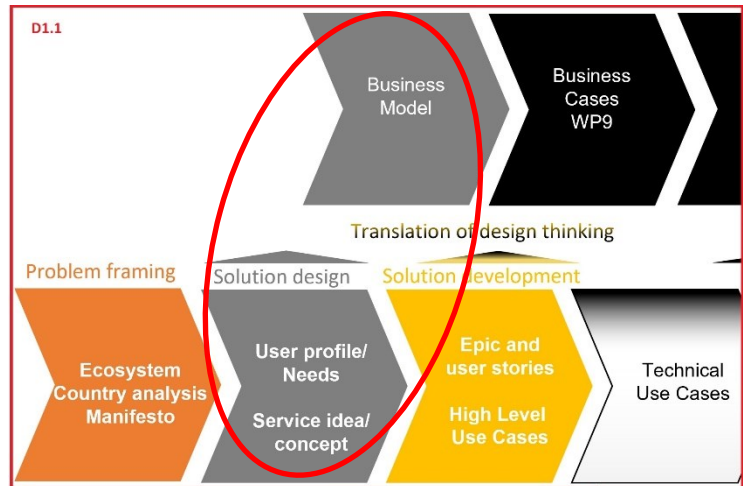 D1.1
Business
Model
Business
Cases
WP9
Translation of design thinking
Problem framing
Solution design
Solution development
Ecosystem
Country analysis
Manifesto
User profile/
Needs
Service idea/
concept
Epic and
user stories
High Level
Use Cases
Technical
Use Cases